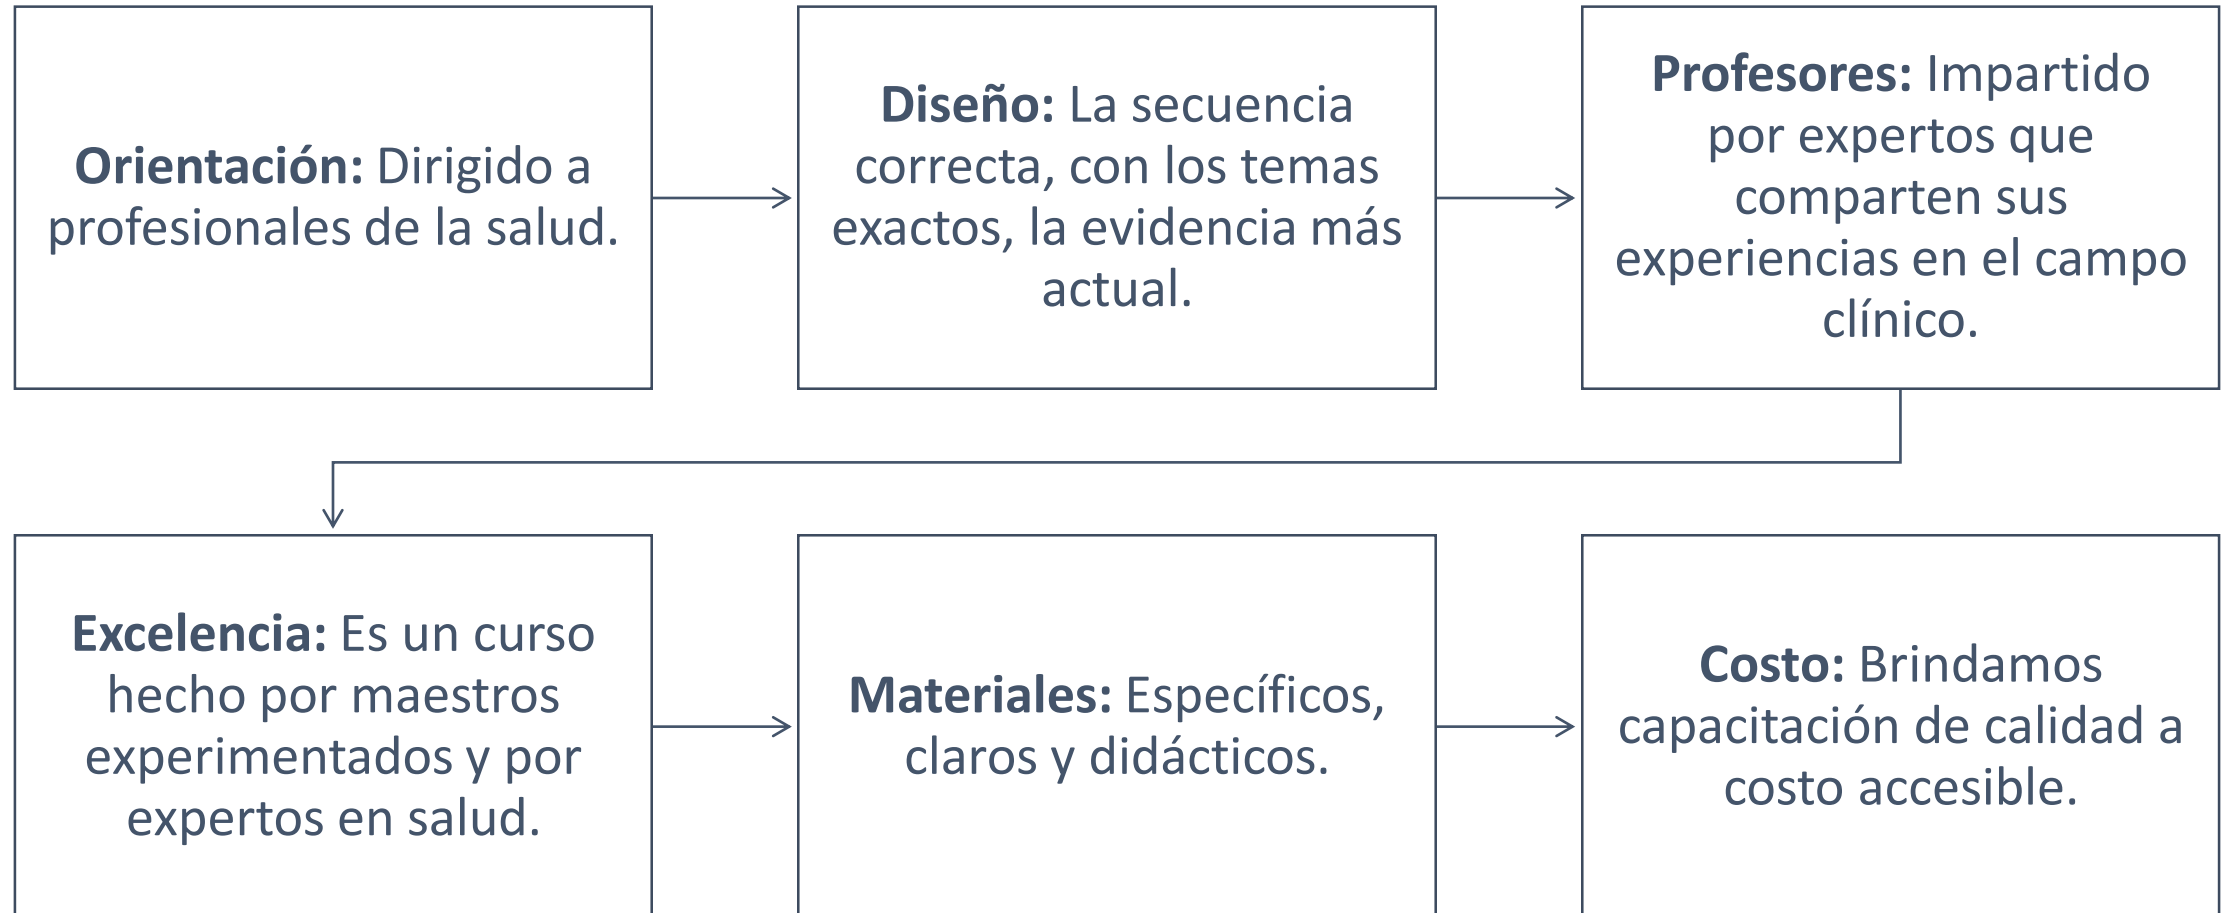 Orientación: Dirigido a
profesionales de la salud.
Diseño: La secuencia
correcta, con los temas
exactos, la evidencia más
actual.
Profesores: Impartido
por expertos que
comparten sus
experiencias en el campo
clínico.
Excelencia: Es un curso
hecho por maestros
experimentados y por
expertos en salud.
Materiales: Específicos,
claros y didácticos.
Costo: Brindamos
capacitación de calidad a
costo accesible.